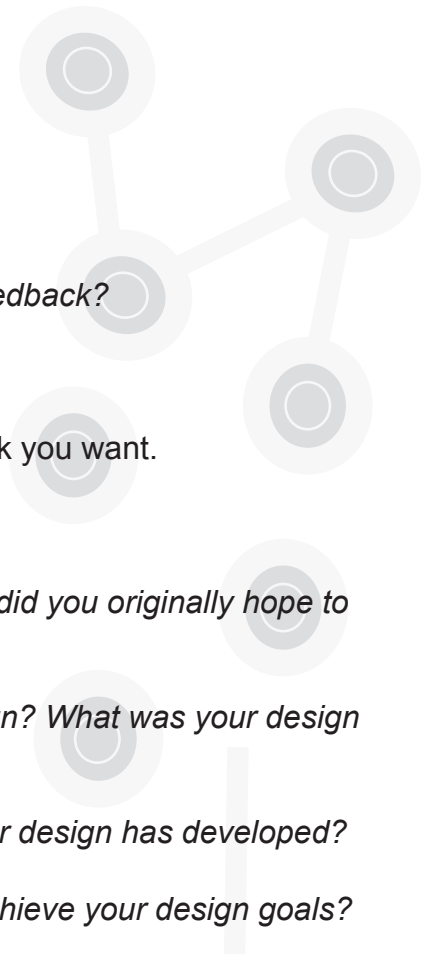 edback?
k you want.
did you originally hope to
n? What was your design
r design has developed?
hieve your design goals?